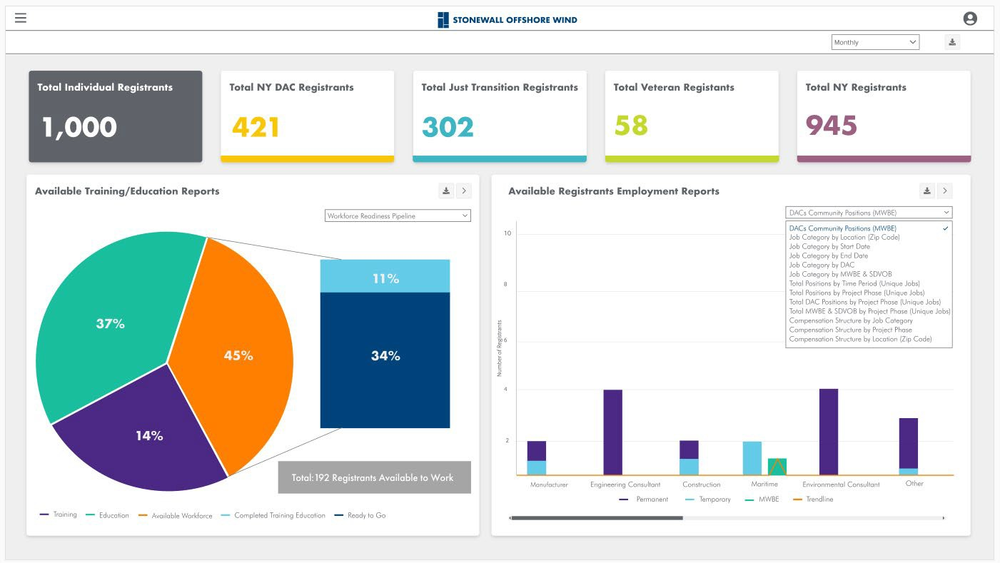 STONEWALL OFFSHORE WIND
Monthly
Total Individual Registrants
1,000
Total NY DAC Registrants
421
Total Just Transition Registrants
302
Total Veteran Registants
58
Total NY Registrants
945
Available Training/Education Reports
Workforce Readiness Pipeline
37%
45%
14%
11%
34%
Total:192 Registrants Available to Work
Training
Education
Available Workforce
Completed Training Education
Ready to Go
Available Registrants Employment Reports
DACs Community Positions (MWBE)
DACs Community Positions (MWBE)
Job Category by Location (Zip Code)
Job Category by Start Date
Job Category by End Date
Job Category by DAC
Job Category by MWBE & SDVOB
Total Positions by Time Period (Unique Jobs)
Total Positions by Project Phase (Unique Jobs)
Total DAC Positions by Project Phase (Unique Jobs)
Total MWBE & SDVOB by Project Phase (Unique Jobs)
Compensation Structure by Job Category
Compensation Structure by Project Phase
Compensation Structure by Location (Zip Code)
Number of Registrants
10
8
6
4
2
Manufacturer
Engineering Consultant
Construction
Maritime
Environmental Consultant
Other
Permanent
Temporary
MWBE
Trendline